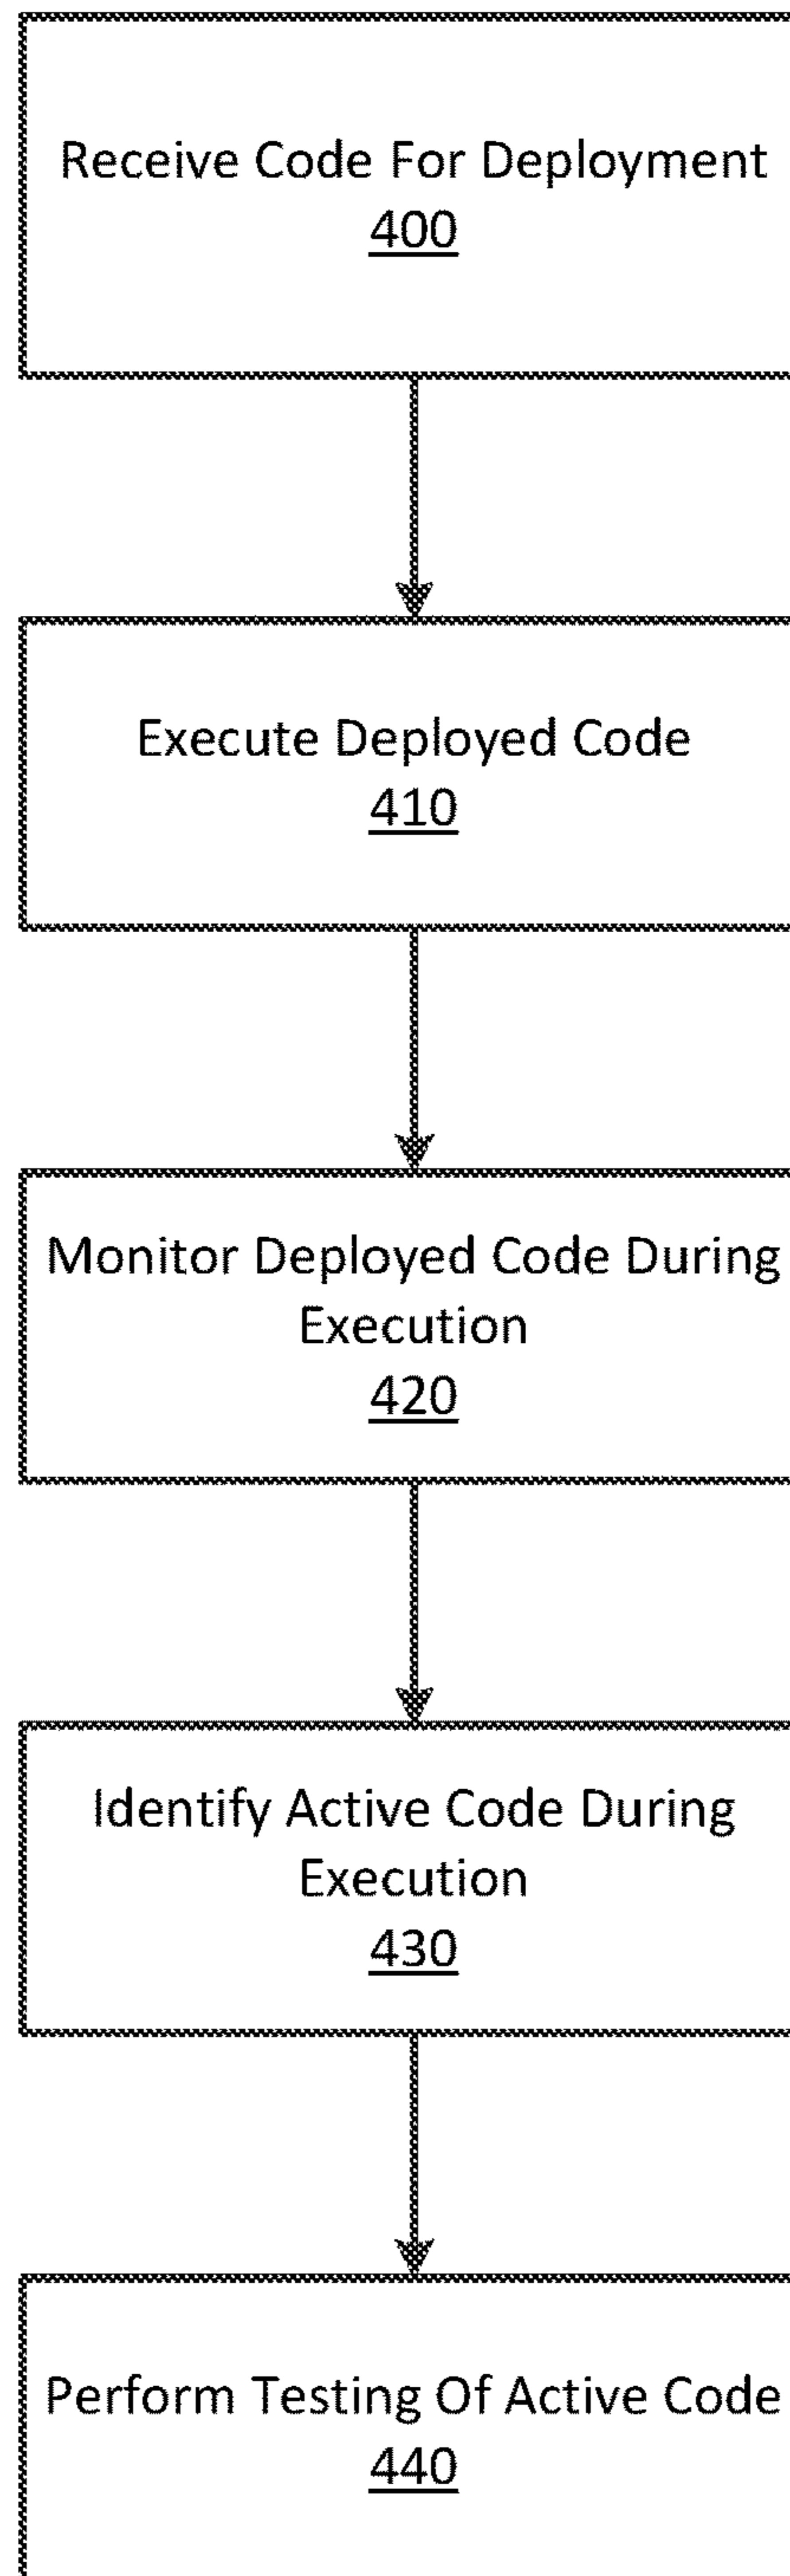 Receive Code For Deployment
400
Execute Deployed Code
410
Monitor Deployed Code During
Execution
420
Identify Active Code During
Execution
430
Perform Testing Of Active Code
440